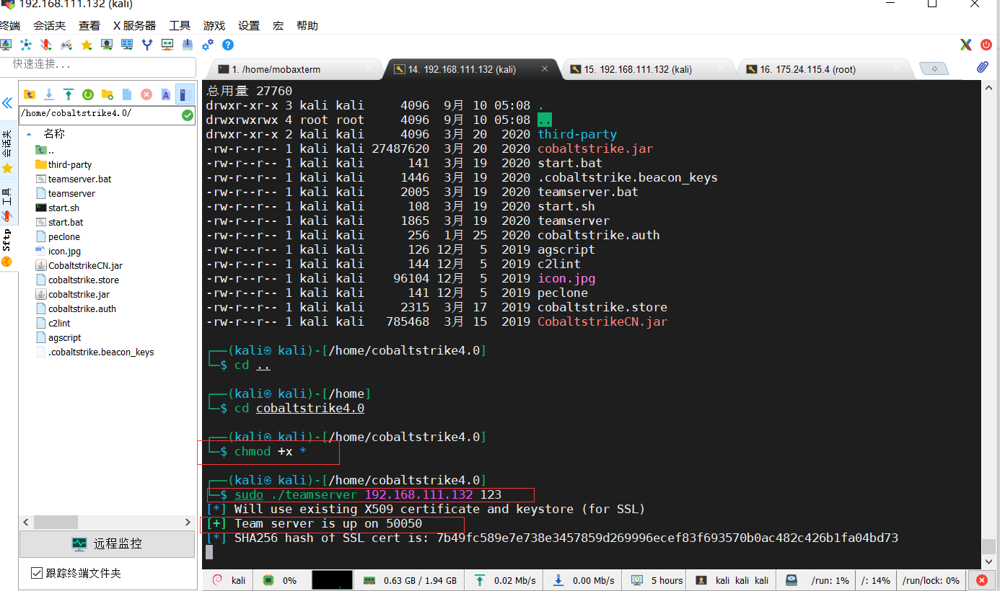 192.168.111.132 (kali)
终端 会话夹 查看 X 服务器 工具 游戏 设置 宏 帮助
快速连接...
1. /home/mobaxterm
14. 192.168.111.132 (kali)
15. 192.168.111.132 (kali)
16. 175.24.115.4 (root)
会话夹
工具
Sftp
/home/cobaltstrike4.0/
名称
..
third-party
teamserver.bat
teamserver
start.sh
start.bat
peclone
icon.jpg
CobaltstrikeCN.jar
cobaltstrike.store
cobaltstrike.jar
cobaltstrike.auth
c2lint
agscript
.cobaltstrike.beacon_keys
远程监控
跟踪终端文件夹
总用量 27760
drwxr-xr-x 3 kali kali     4096  9月 10 05:08 .
drwxrwxrwx 4 root root     4096  9月 10 05:08 ..
drwxr-xr-x 2 kali kali     4096  3月 20  2020 third-party
-rw-r--r-- 1 kali kali 27487620  3月 20  2020 cobaltstrike.jar
-rw-r--r-- 1 kali kali      141  3月 19  2020 start.bat
-rw-r--r-- 1 kali kali     1446  3月 19  2020 .cobaltstrike.beacon_keys
-rw-r--r-- 1 kali kali     2005  3月 19  2020 teamserver.bat
-rw-r--r-- 1 kali kali      108  3月 19  2020 start.sh
-rw-r--r-- 1 kali kali     1865  3月 19  2020 teamserver
-rw-r--r-- 1 kali kali      256  1月 25  2020 cobaltstrike.auth
-rw-r--r-- 1 kali kali      126 12月  5  2019 agscript
-rw-r--r-- 1 kali kali      144 12月  5  2019 c2lint
-rw-r--r-- 1 kali kali    96104 12月  5  2019 icon.jpg
-rw-r--r-- 1 kali kali      141 12月  5  2019 peclone
-rw-r--r-- 1 kali kali     2315  3月 17  2019 cobaltstrike.store
-rw-r--r-- 1 kali kali   785468  3月 15  2019 CobaltstrikeCN.jar
┌──(kali㉿ kali)-[/home/cobaltstrike4.0]
└─$ cd ..
┌──(kali㉿ kali)-[/home]
└─$ cd cobaltstrike4.0
┌──(kali㉿ kali)-[/home/cobaltstrike4.0]
└─$ chmod +x *
┌──(kali㉿ kali)-[/home/cobaltstrike4.0]
└─$ sudo ./teamserver 192.168.111.132 123
[*] Will use existing X509 certificate and keystore (for SSL)
[+] Team server is up on 50050
[*] SHA256 hash of SSL cert is: 7b49fc589e7e738e3457859d269996ecef83f693570b0ac482c426b1fa04bd73
kali 0% 0.63 GB / 1.94 GB 0.02 Mb/s 0.00 Mb/s 5 hours kali kali kali /run: 1% /: 14% /run/lock: 0%